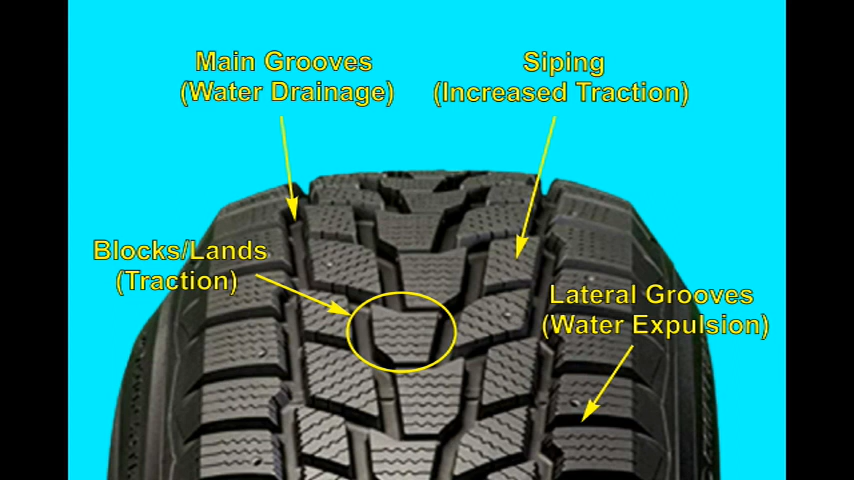 Main Grooves
(Water Drainage)
Siping
(Increased Traction)
Blocks/Lands
(Traction)
Lateral Grooves
(Water Expulsion)